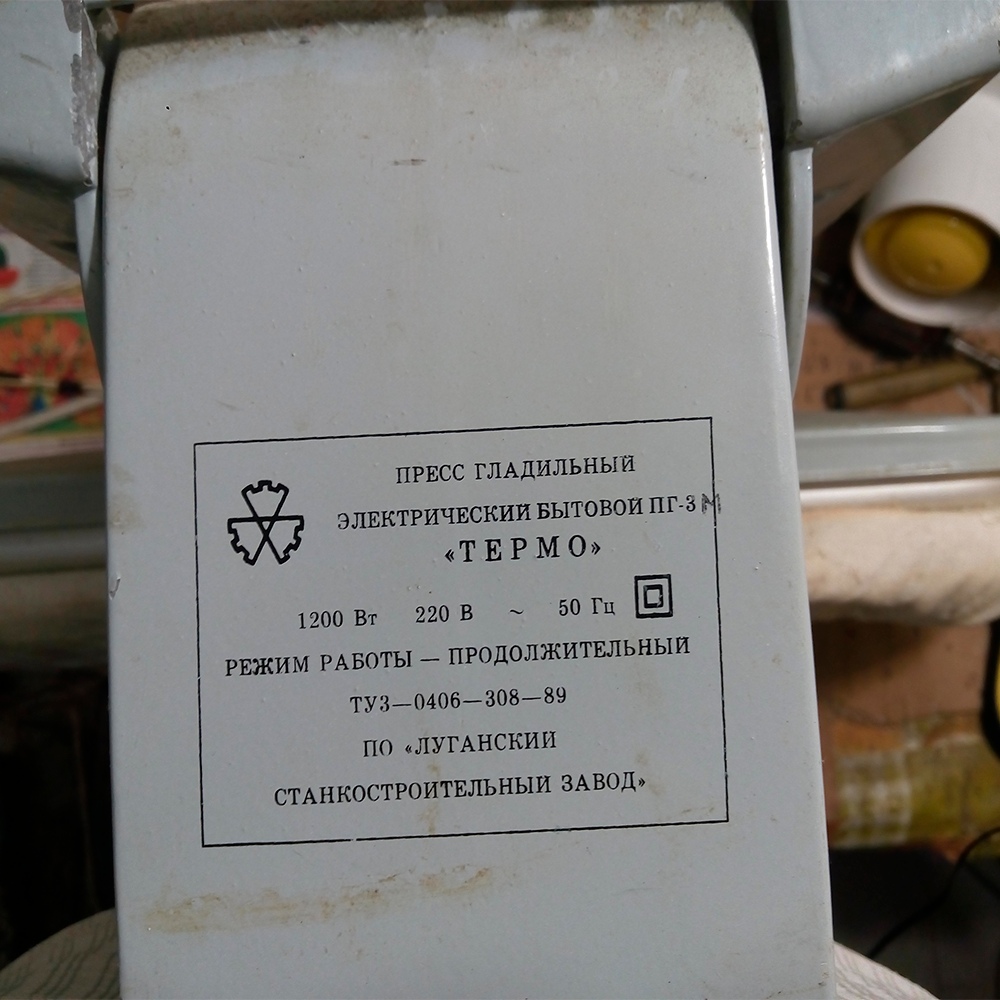 ПРЕСС ГЛАДИЛЬНЫЙ
ЭЛЕКТРИЧЕСКИЙ БЫТОВОЙ ПГ-3М
«ТЕРМО»
1200 Вт 220 В ~ 50 Гц
РЕЖИМ РАБОТЫ — ПРОДОЛЖИТЕЛЬНЫЙ
ТУ3—0406—308—89
ПО «ЛУГАНСКИЙ
СТАНКОСТРОИТЕЛЬНЫЙ ЗАВОД»